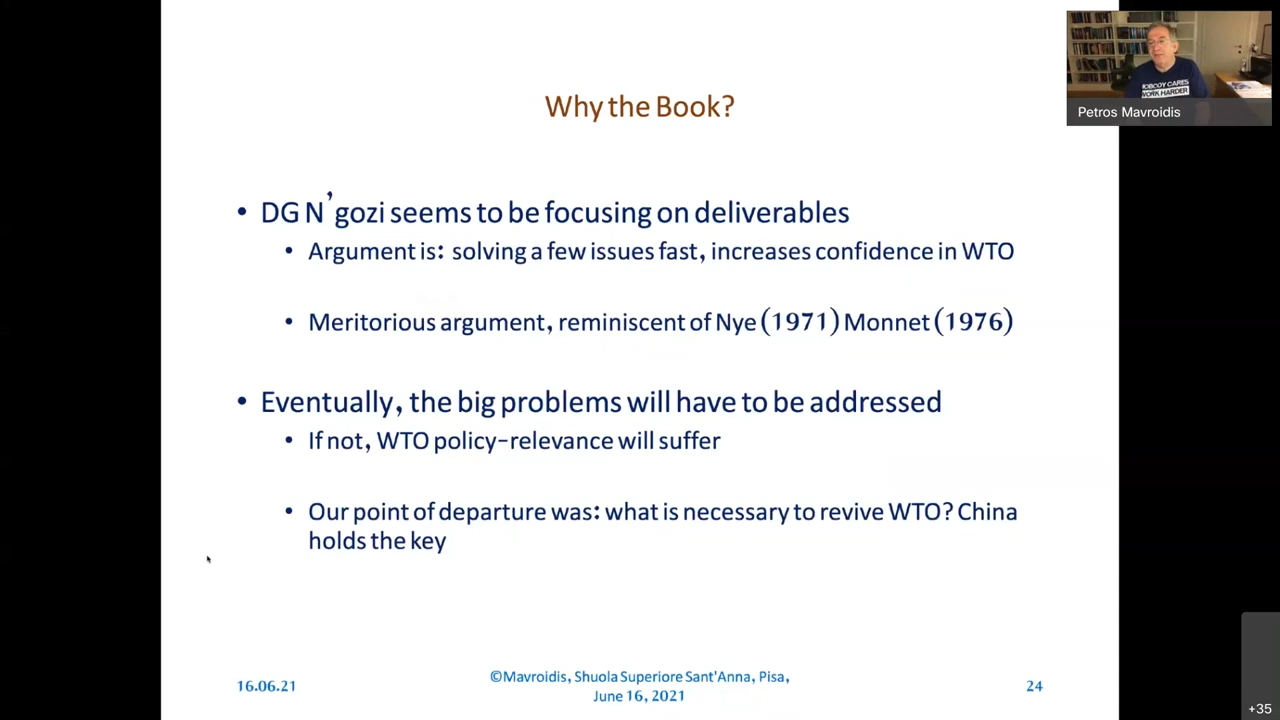 Why the Book?
• DG N’gozi seems to be focusing on deliverables
• Argument is: solving a few issues fast, increases confidence in WTO
• Meritorious argument, reminiscent of Nye (1971) Monnet (1976)
• Eventually, the big problems will have to be addressed
• If not, WTO policy-relevance will suffer
• Our point of departure was: what is necessary to revive WTO? China
holds the key
16.06.21
©Mavroidis, Shuola Superiore Sant'Anna, Pisa,
June 16, 2021
24
NOBODY CARES
WORK HARDER
Petros Mavroidis
+35